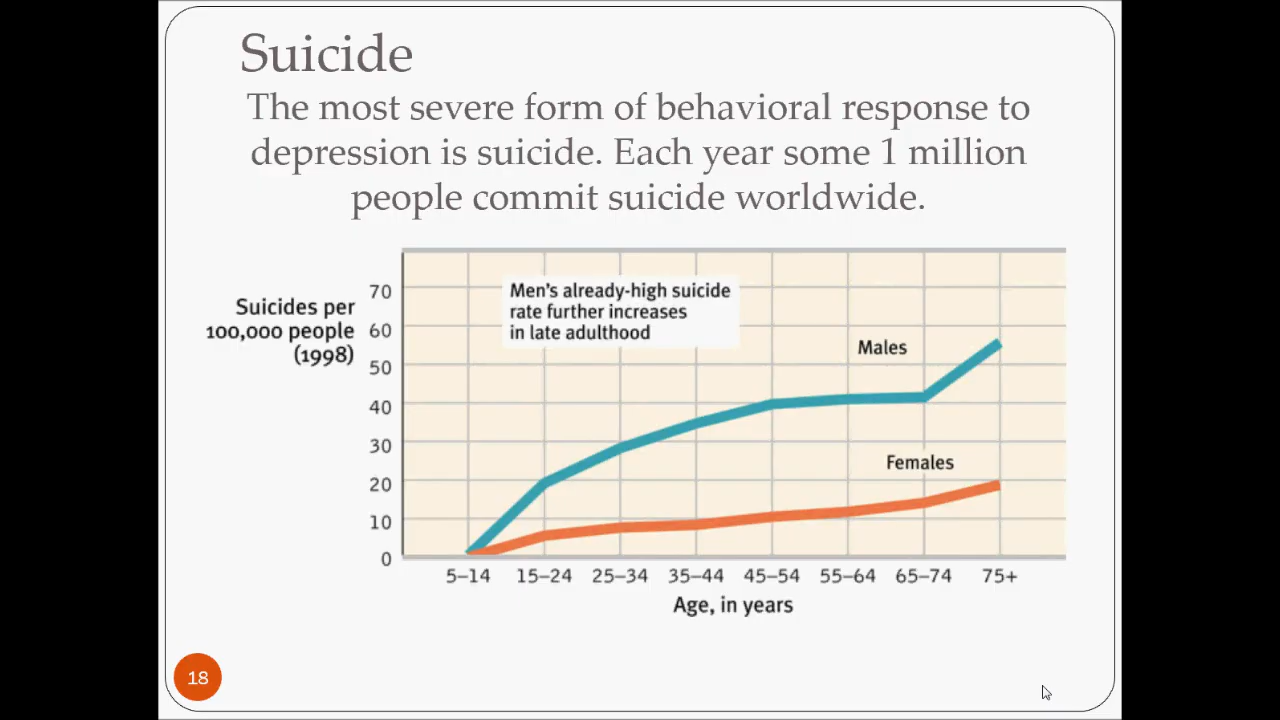 Suicide
The most severe form of behavioral response to
depression is suicide. Each year some 1 million
people commit suicide worldwide.
Suicides per
100,000 people
(1998)
70
60
50
40
30
20
10
0
Men's already-high suicide
rate further increases
in late adulthood
Males
Females
5–14 15–24 25–34 35–44 45–54 55–64 65–74 75+
Age, in years
18